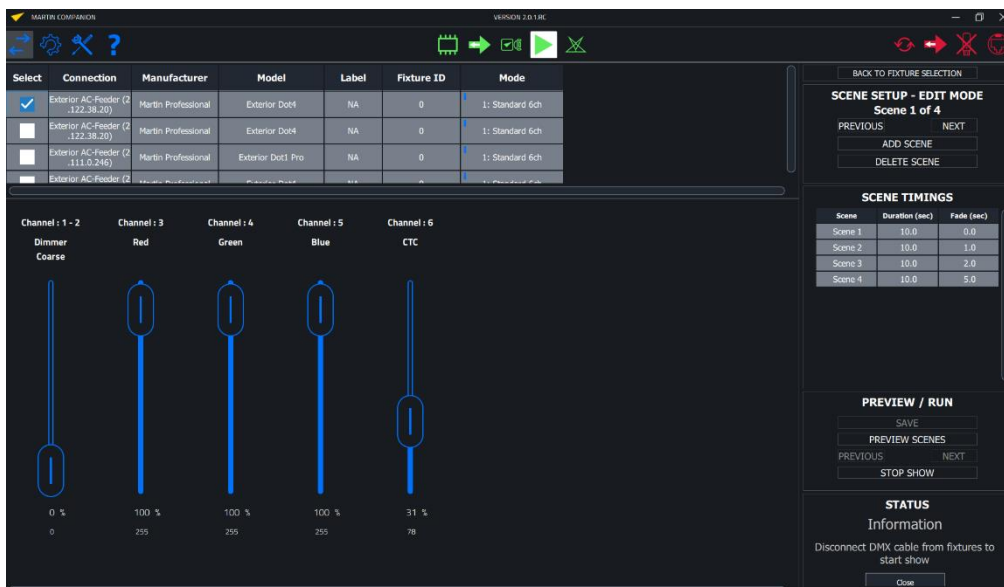 MARTIN COMPANION
VERSION 2.0.1.RC
Select Connection Manufacturer Model Label Fixture ID Mode
Exterior AC-Feeder (2
.122.38.20)
Martin Professional Exterior Dot4 NA 0 1: Standard 6ch
Exterior AC-Feeder (2
.122.38.20)
Martin Professional Exterior Dot4 NA 0 1: Standard 6ch
Exterior AC-Feeder (2
.111.0.246)
Martin Professional Exterior Dot1 Pro NA 0 1: Standard 6ch
Exterior AC-Feeder (2
Channel : 1 - 2 Channel : 3 Channel : 4 Channel : 5 Channel : 6
Dimmer Red Green Blue CTC
Coarse
0 % 100 % 100 % 100 % 31 %
0 255 255 255 78
BACK TO FIXTURE SELECTION
SCENE SETUP - EDIT MODE
Scene 1 of 4
PREVIOUS NEXT
ADD SCENE
DELETE SCENE
SCENE TIMINGS
Scene Duration (sec) Fade (sec)
Scene 1 10.0 0.0
Scene 2 10.0 1.0
Scene 3 10.0 2.0
Scene 4 10.0 5.0
PREVIEW / RUN
SAVE
PREVIEW SCENES
PREVIOUS NEXT
STOP SHOW
STATUS
Information
Disconnect DMX cable from fixtures to
start show
Close